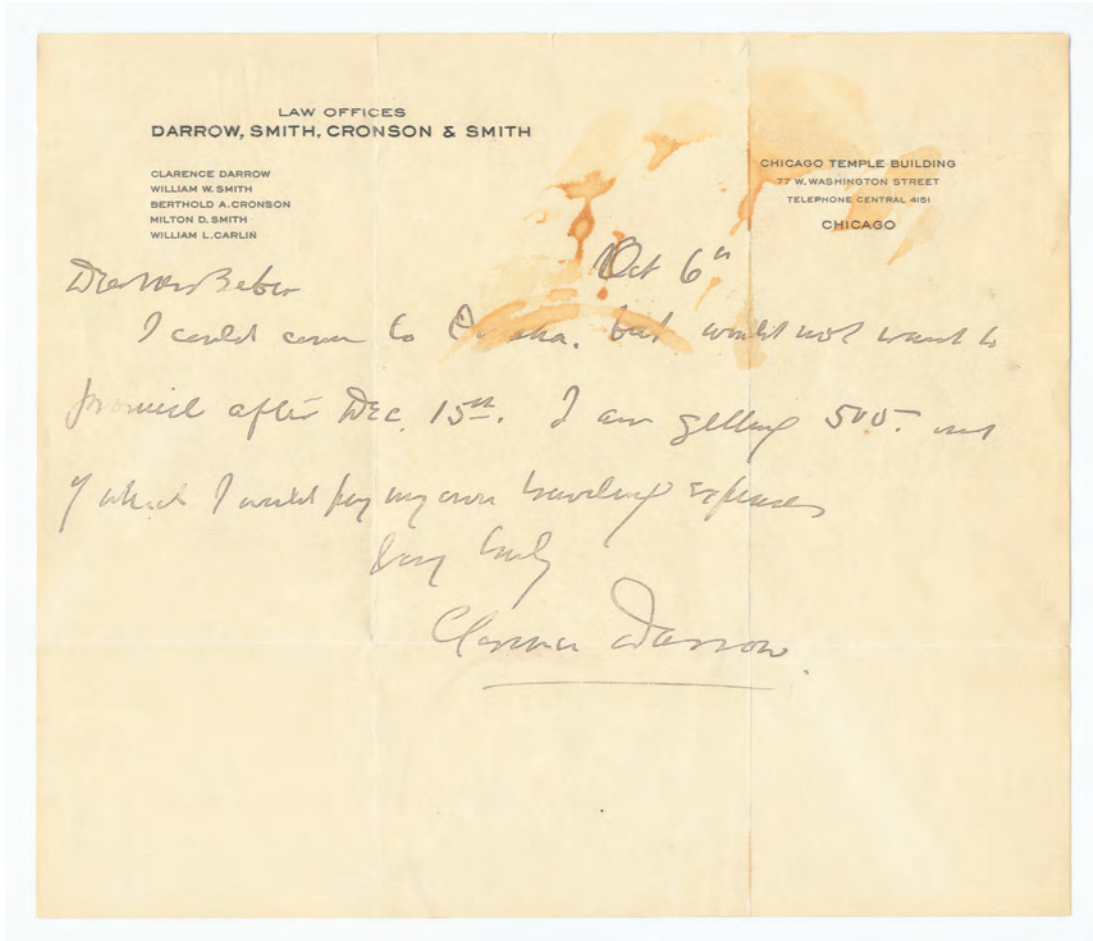 LAW OFFICES
DARROW, SMITH, CRONSON & SMITH
CLARENCE DARROW
WILLIAM W. SMITH
BERTHOLD A. CRONSON
MILTON D. SMITH
WILLIAM L. CARLIN
CHICAGO TEMPLE BUILDING
77 W. WASHINGTON STREET
TELEPHONE CENTRAL 4151
CHICAGO
Oct 6th
Dear Mr Beber
I could come to Omaha. but would not want to
promise after Dec. 15th. I am getting 500- out
of which I would pay my own traveling expenses
Very truly
Clarence Darrow.